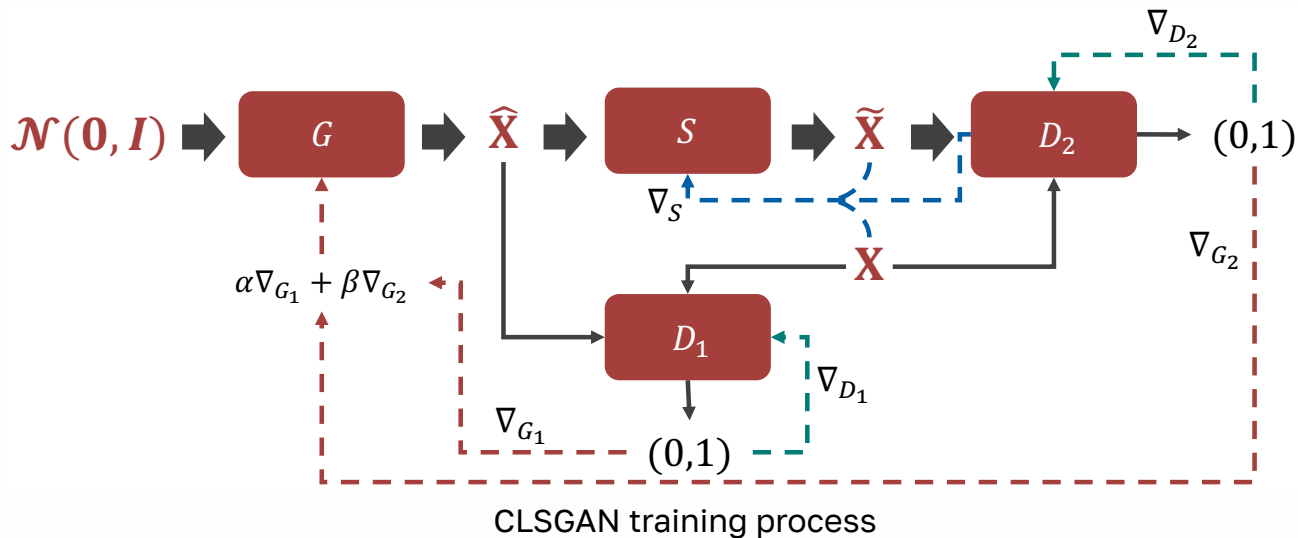 ∇D₂
𝓝(𝟎, 𝑰) G X̂ S X̃ D₂ (0,1)
∇S
∇G₂
X
α∇G₁ + β∇G₂
D₁
∇D₁
∇G₁
(0,1)
CLSGAN training process